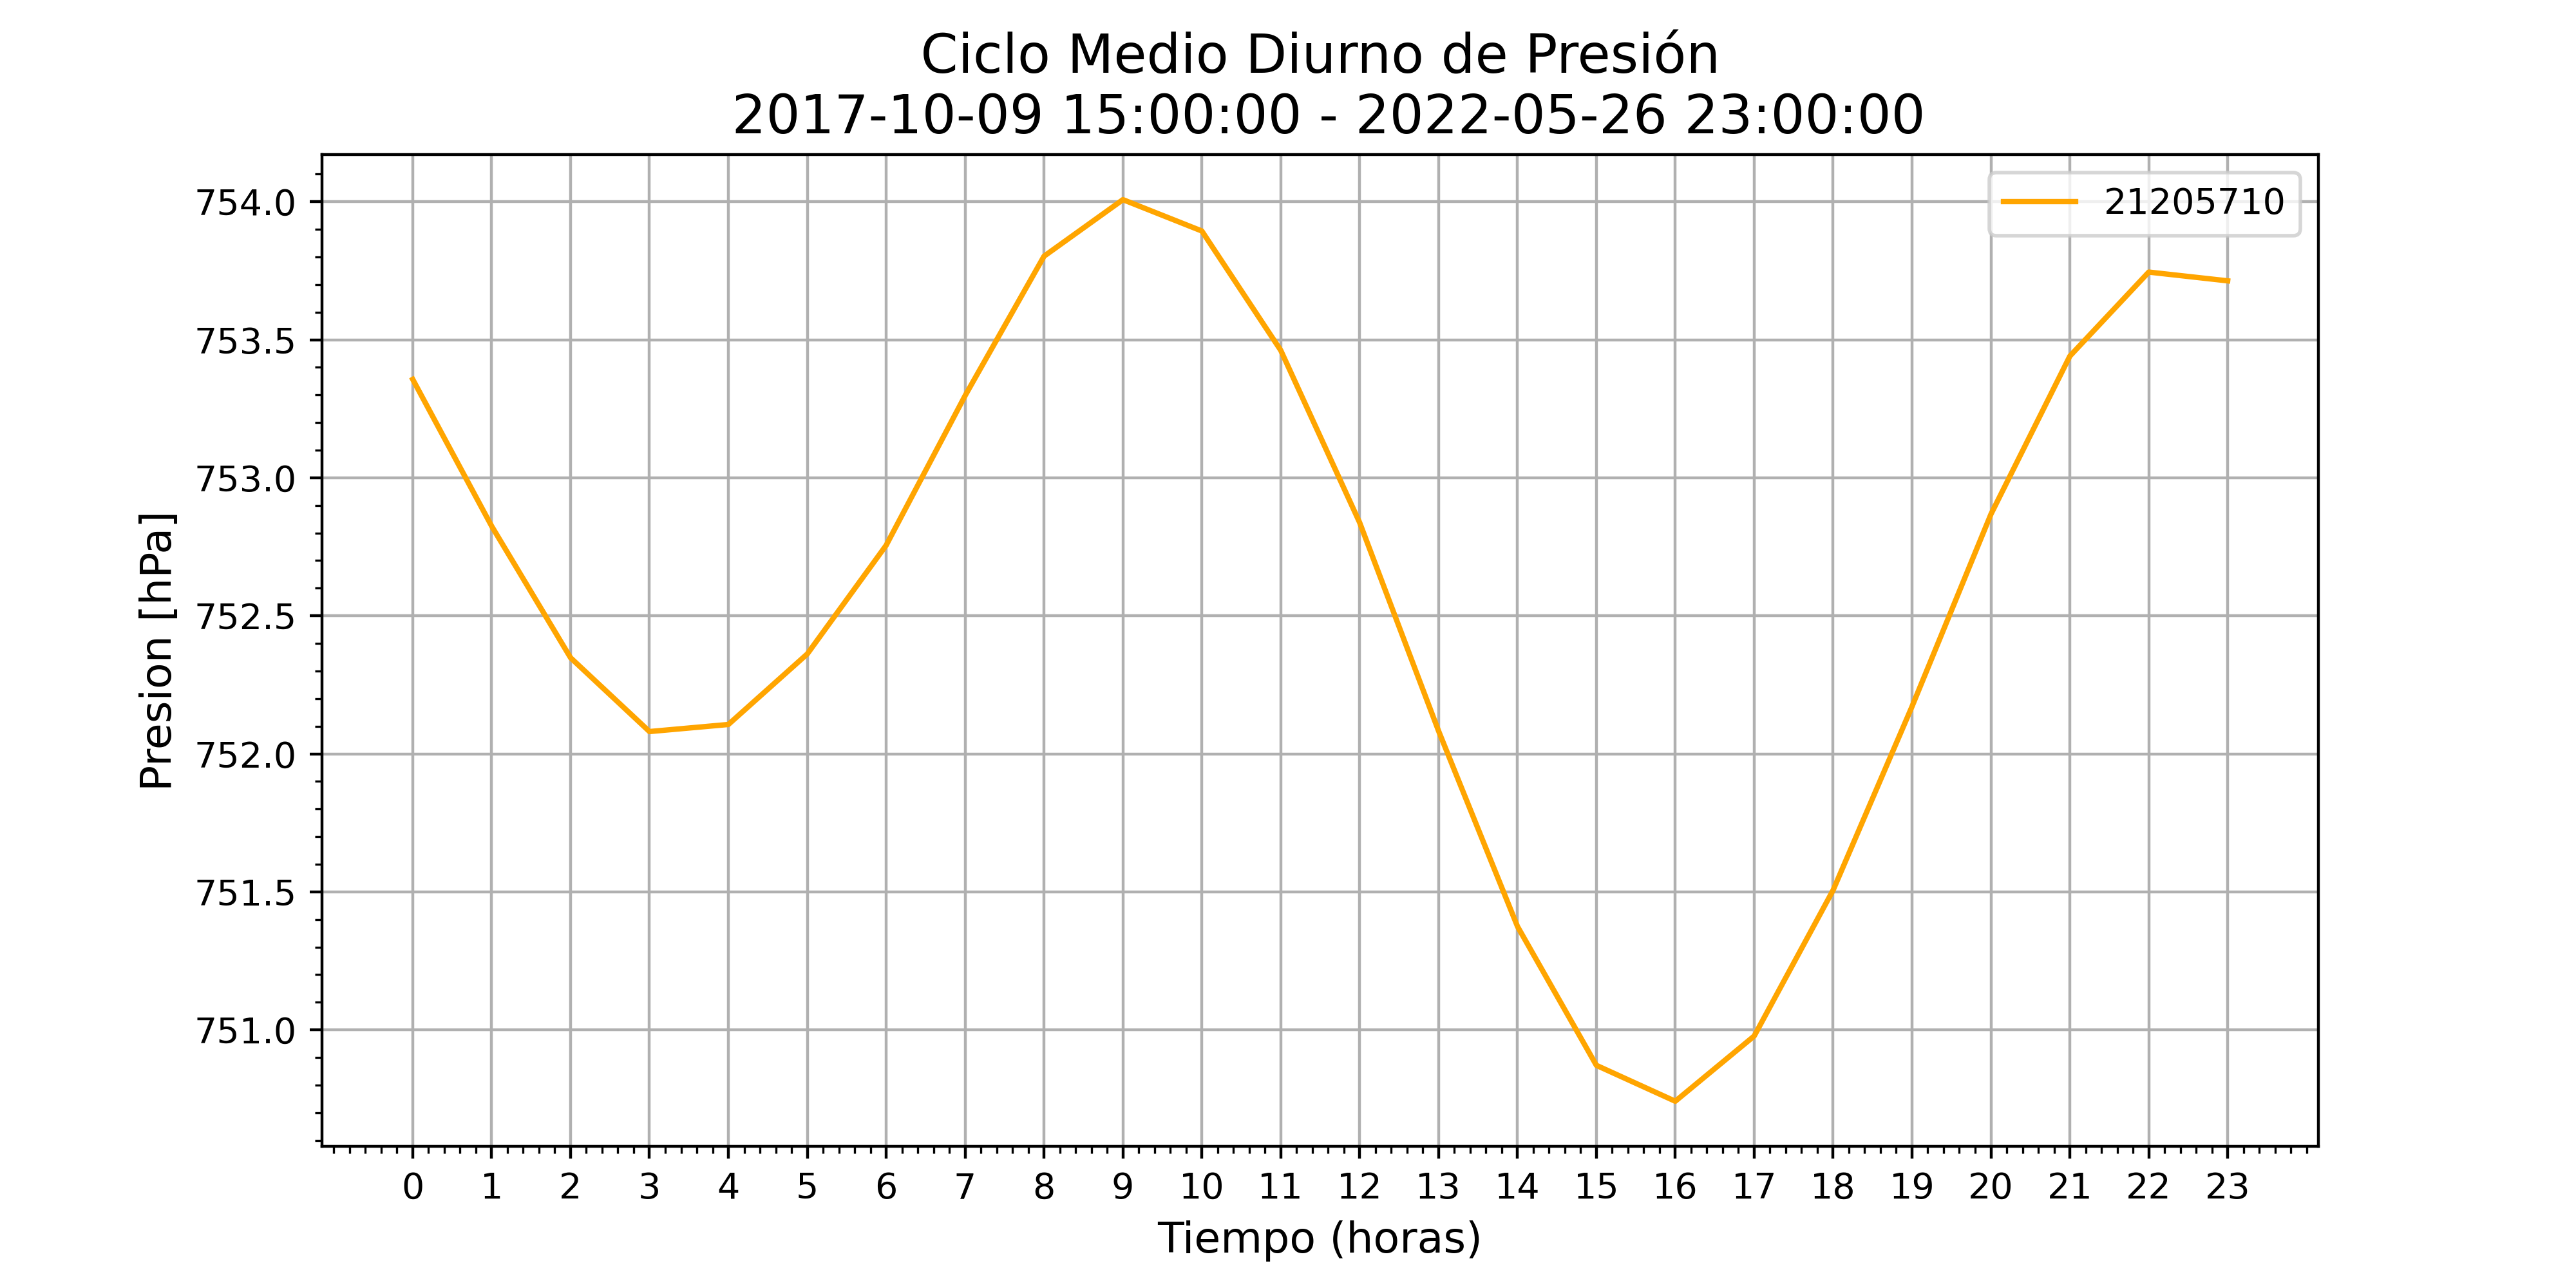 Ciclo Medio Diurno de Presión
2017-10-09 15:00:00 - 2022-05-26 23:00:00
21205710
Presion [hPa]
754.0
753.5
753.0
752.5
752.0
751.5
751.0
0 1 2 3 4 5 6 7 8 9 10 11 12 13 14 15 16 17 18 19 20 21 22 23
Tiempo (horas)